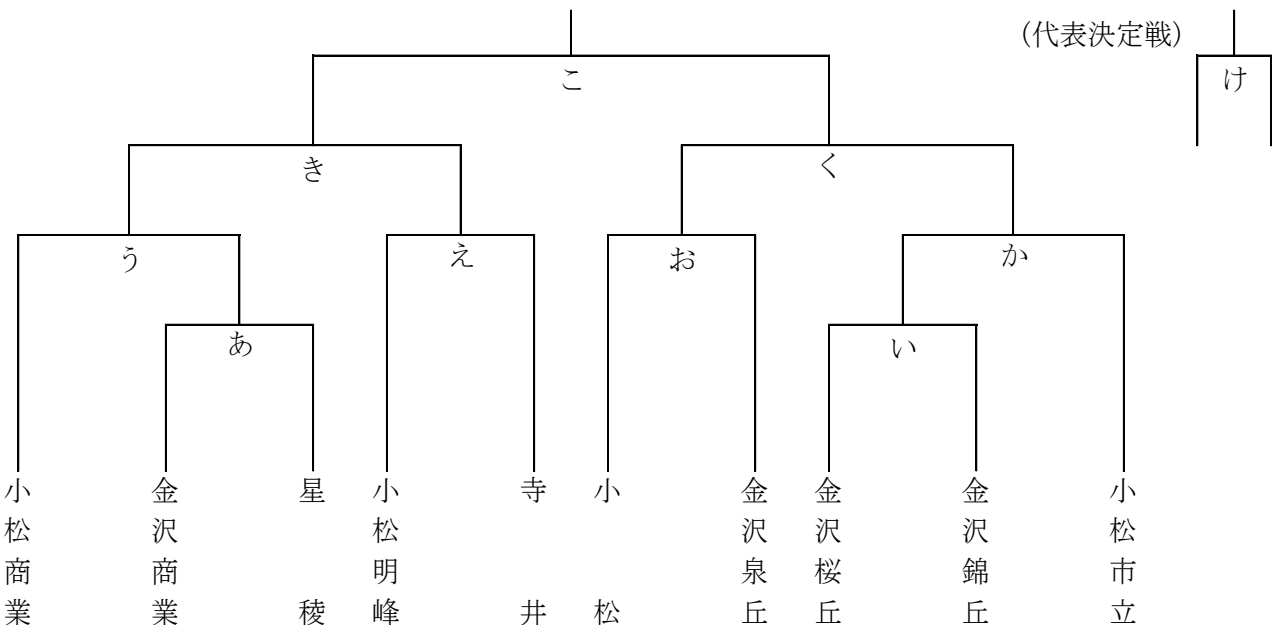 (代表決定戦)
け
こ
き
く
う
え
お
か
あ
い
小松商業
金沢商業
星稜
小松明峰
寺井
小松
金沢泉丘
金沢桜丘
金沢錦丘
小松市立